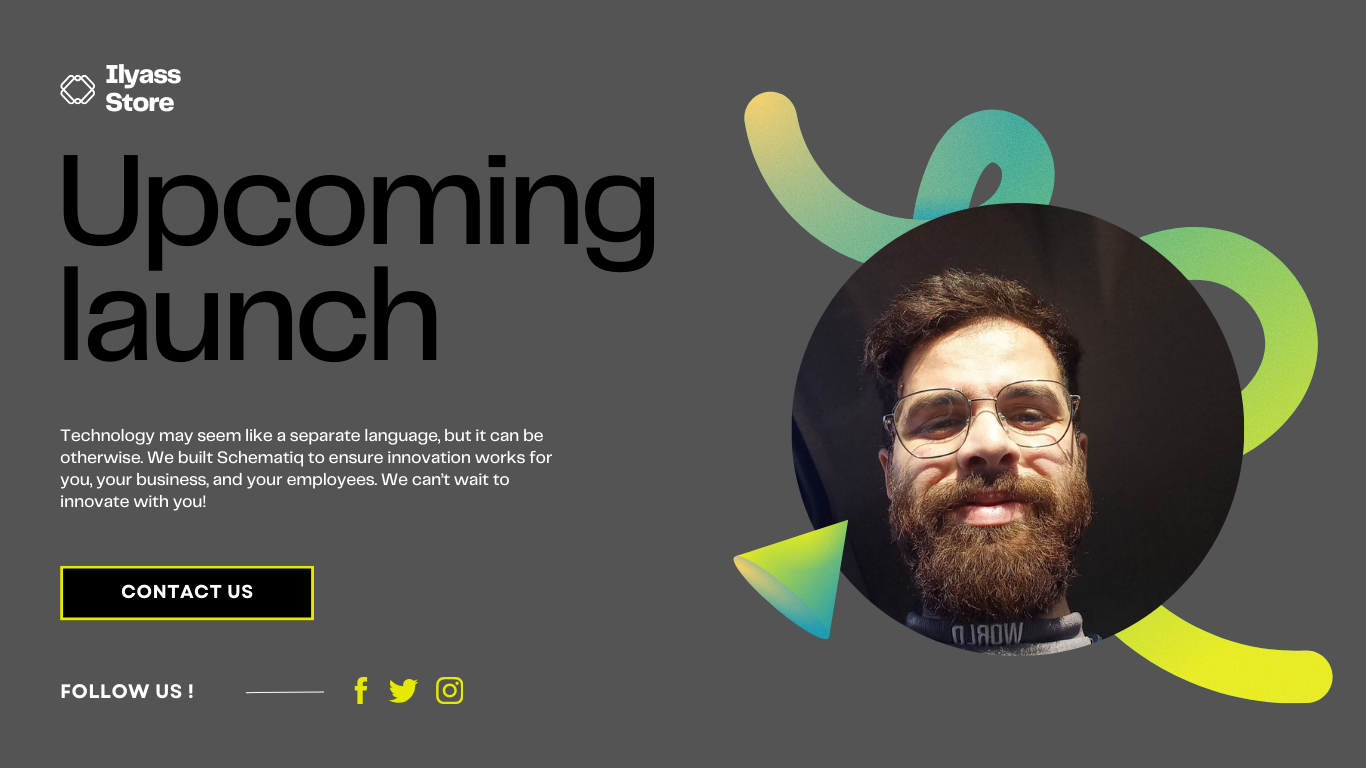 Ilyass
Store
Upcoming
launch
Technology may seem like a separate language, but it can be
otherwise. We built Schematiq to ensure innovation works for
you, your business, and your employees. We can't wait to
innovate with you!
CONTACT US
FOLLOW US !
WORLD